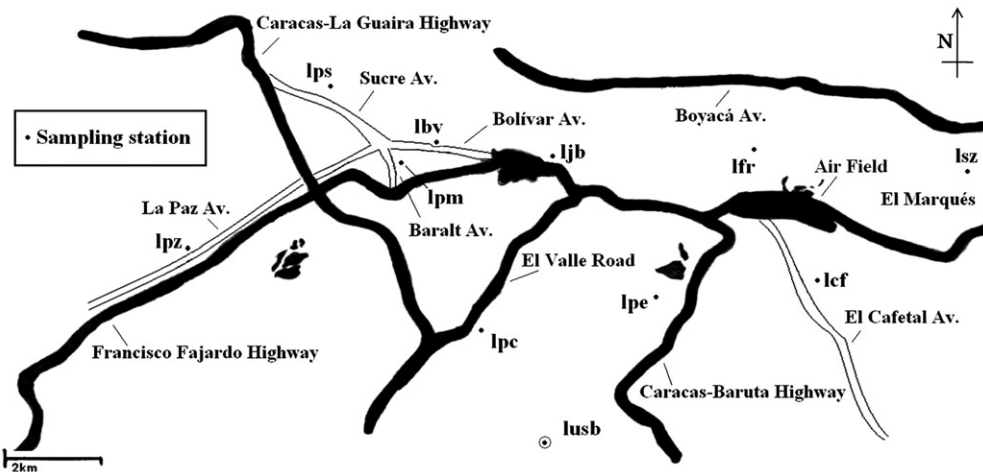 Caracas-La Guaira Highway
N
lps
Sucre Av.
Boyacá Av.
• Sampling station
lbv
Bolívar Av.
ljb
lfr
lsz
Air Field
lpm
El Marqués
La Paz Av.
Baralt Av.
lpz
El Valle Road
lcf
lpe
El Cafetal Av.
lpc
Francisco Fajardo Highway
Caracas-Baruta Highway
lusb
2km